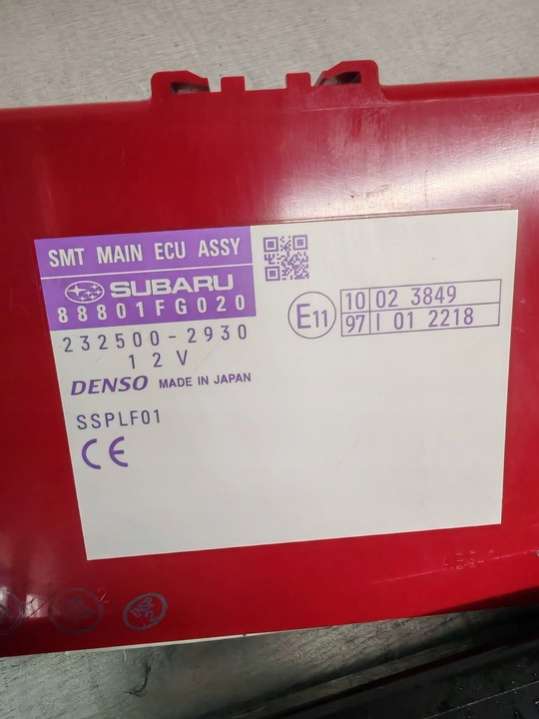 SMT MAIN ECU ASSY
SUBARU
88801FG020
232500-2930
12V
DENSO MADE IN JAPAN
SSPLF01
CE
E11
10 02 3849
97 I 01 2218